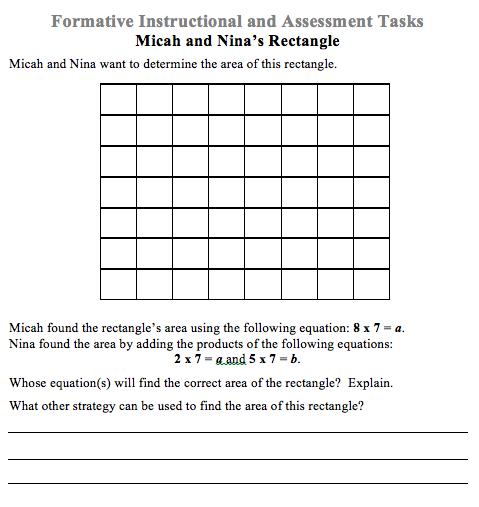 Formative Instructional and Assessment Tasks
Micah and Nina's Rectangle
Micah and Nina want to determine the area of this rectangle.
Micah found the rectangle's area using the following equation: 8 x 7 = a.
Nina found the area by adding the products of the following equations:
2 x 7 = a and 5 x 7 = b.
Whose equation(s) will find the correct area of the rectangle? Explain.
What other strategy can be used to find the area of this rectangle?